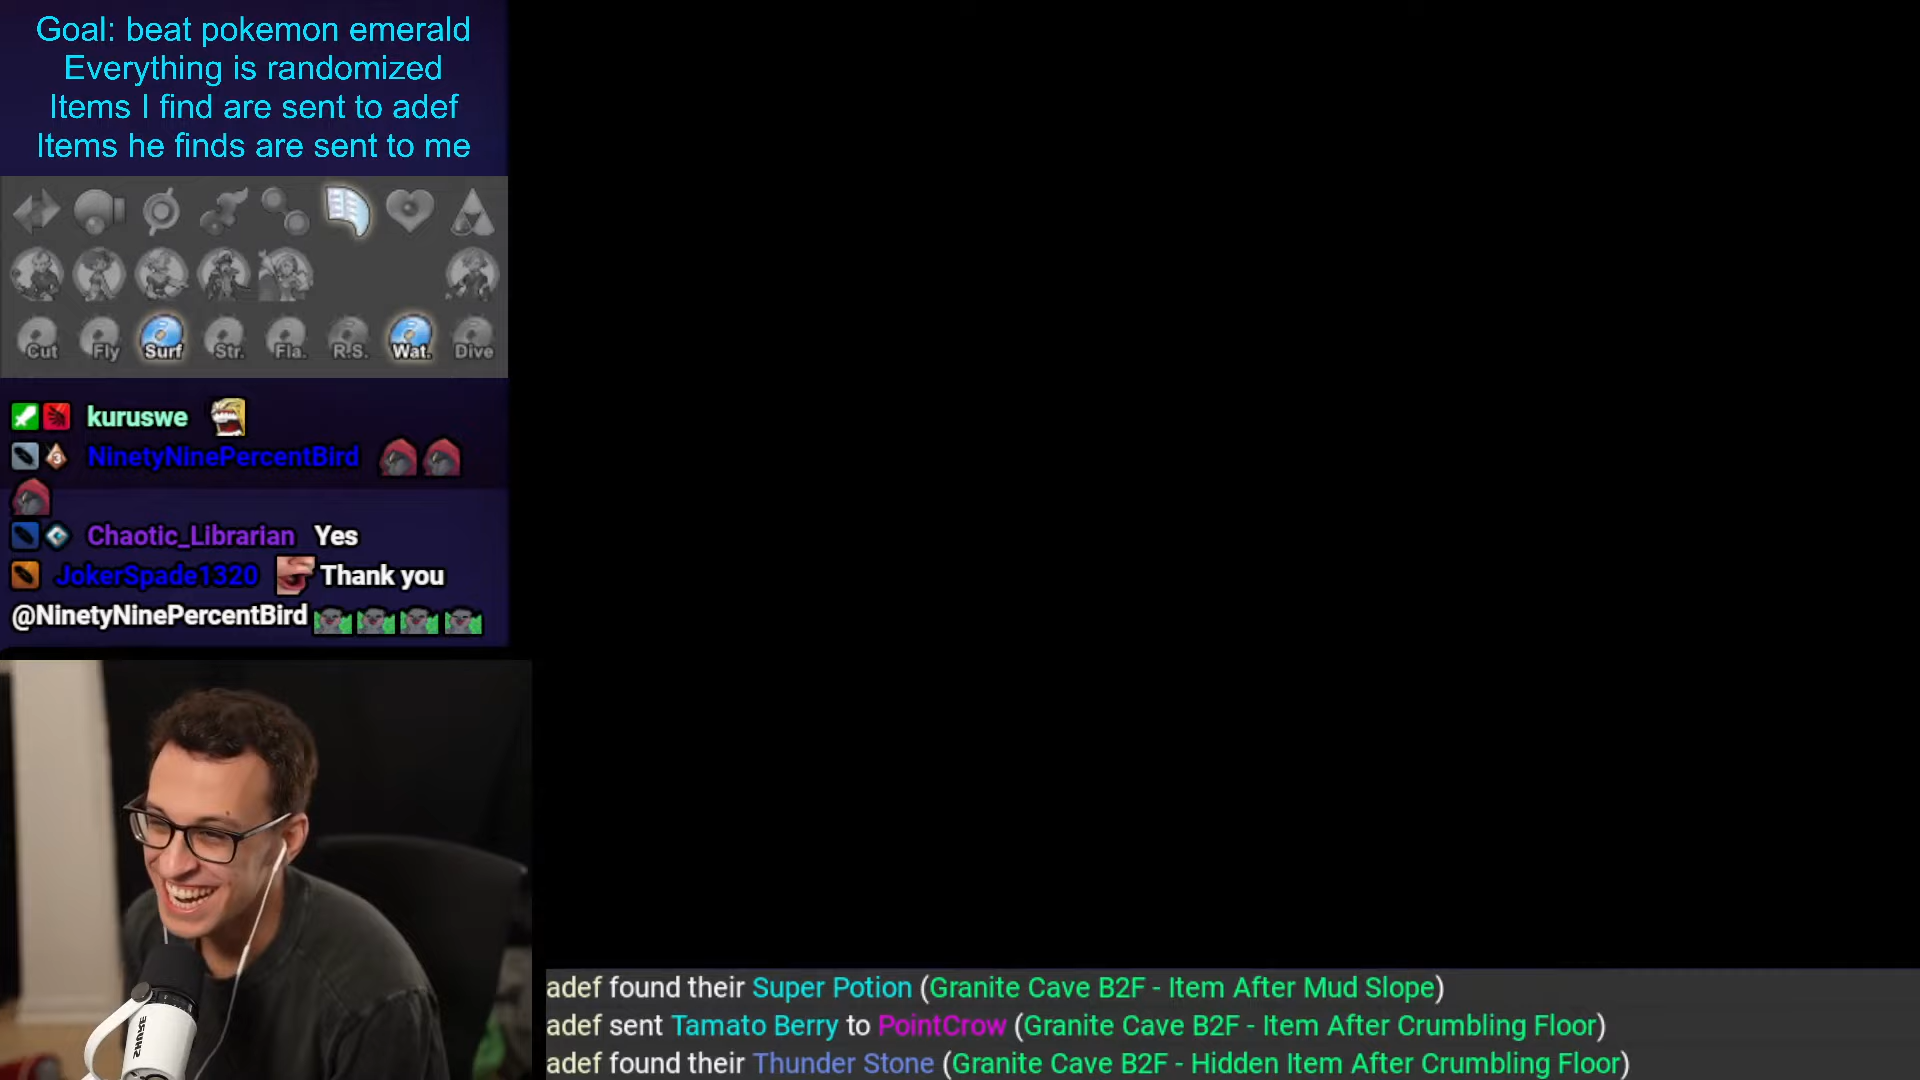 Goal: beat pokemon emerald
Everything is randomized
Items I find are sent to adef
Items he finds are sent to me
Cut Fly Surf Str. Fla. R.S. Wat. Dive
kuruswe
3 NinetyNinePercentBird
Chaotic_Librarian Yes
JokerSpade1320 Thank you
@NinetyNinePercentBird
SHURE
adef found their Super Potion (Granite Cave B2F - Item After Mud Slope)
adef sent Tamato Berry to PointCrow (Granite Cave B2F - Item After Crumbling Floor)
adef found their Thunder Stone (Granite Cave B2F - Hidden Item After Crumbling Floor)